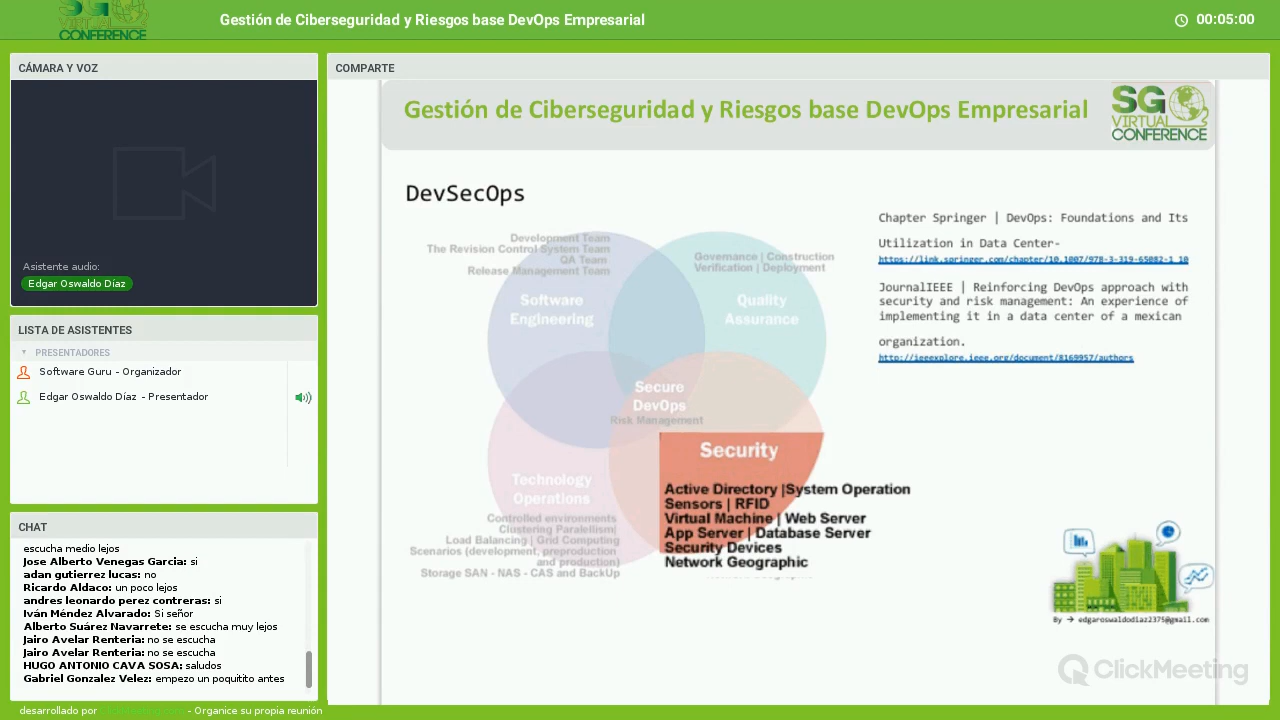 SG
VIRTUAL
CONFERENCE
Gestión de Ciberseguridad y Riesgos base DevOps Empresarial
00:05:00
CÁMARA Y VOZ
Asistente audio:
Edgar Oswaldo Díaz
LISTA DE ASISTENTES
PRESENTADORES
Software Guru - Organizador
Edgar Oswaldo Díaz - Presentador
CHAT
escucha medio lejos
Jose Alberto Venegas Garcia: si
adan gutierrez lucas: no
Ricardo Aldaco: un poco lejos
andres leonardo perez contreras: si
Iván Méndez Alvarado: Si señor
Alberto Suárez Navarrete: se escucha muy lejos
Jairo Avelar Renteria: no se escucha
Jairo Avelar Renteria: no se escucha
HUGO ANTONIO CAVA SOSA: saludos
Gabriel Gonzalez Velez: empezo un poquitito antes
desarrollado por
- Organice su propia reunión
COMPARTE
Gestión de Ciberseguridad y Riesgos base DevOps Empresarial
SG
VIRTUAL
CONFERENCE
DevSecOps
Development Team
The Revision Control System Team
QA Team
Release Management Team
Software
Engineering
Governance | Construction
Verification | Deployment
Quality
Assurance
Secure
DevOps
Risk Management
Technology
Operations
Controlled environments
Clustering Paralellism|
Load Balancing | Grid Computing
Scenarios (development, preproduction
and production)
Storage SAN - NAS - CAS and BackUp
Security
Active Directory |System Operation
Sensors | RFID
Virtual Machine | Web Server
App Server | Database Server
Security Devices
Network Geographic
Chapter Springer | DevOps: Foundations and Its
Utilization in Data Center-
https://link.springer.com/chapter/10.1007/978-3-319-65082-1_10
JournalIEEE | Reinforcing DevOps approach with
security and risk management: An experience of
implementing it in a data center of a mexican
organization.
http://ieeexplore.ieee.org/document/8169957/authors
By → edgaroswaldodiaz2375@gmail.com
ClickMeeting